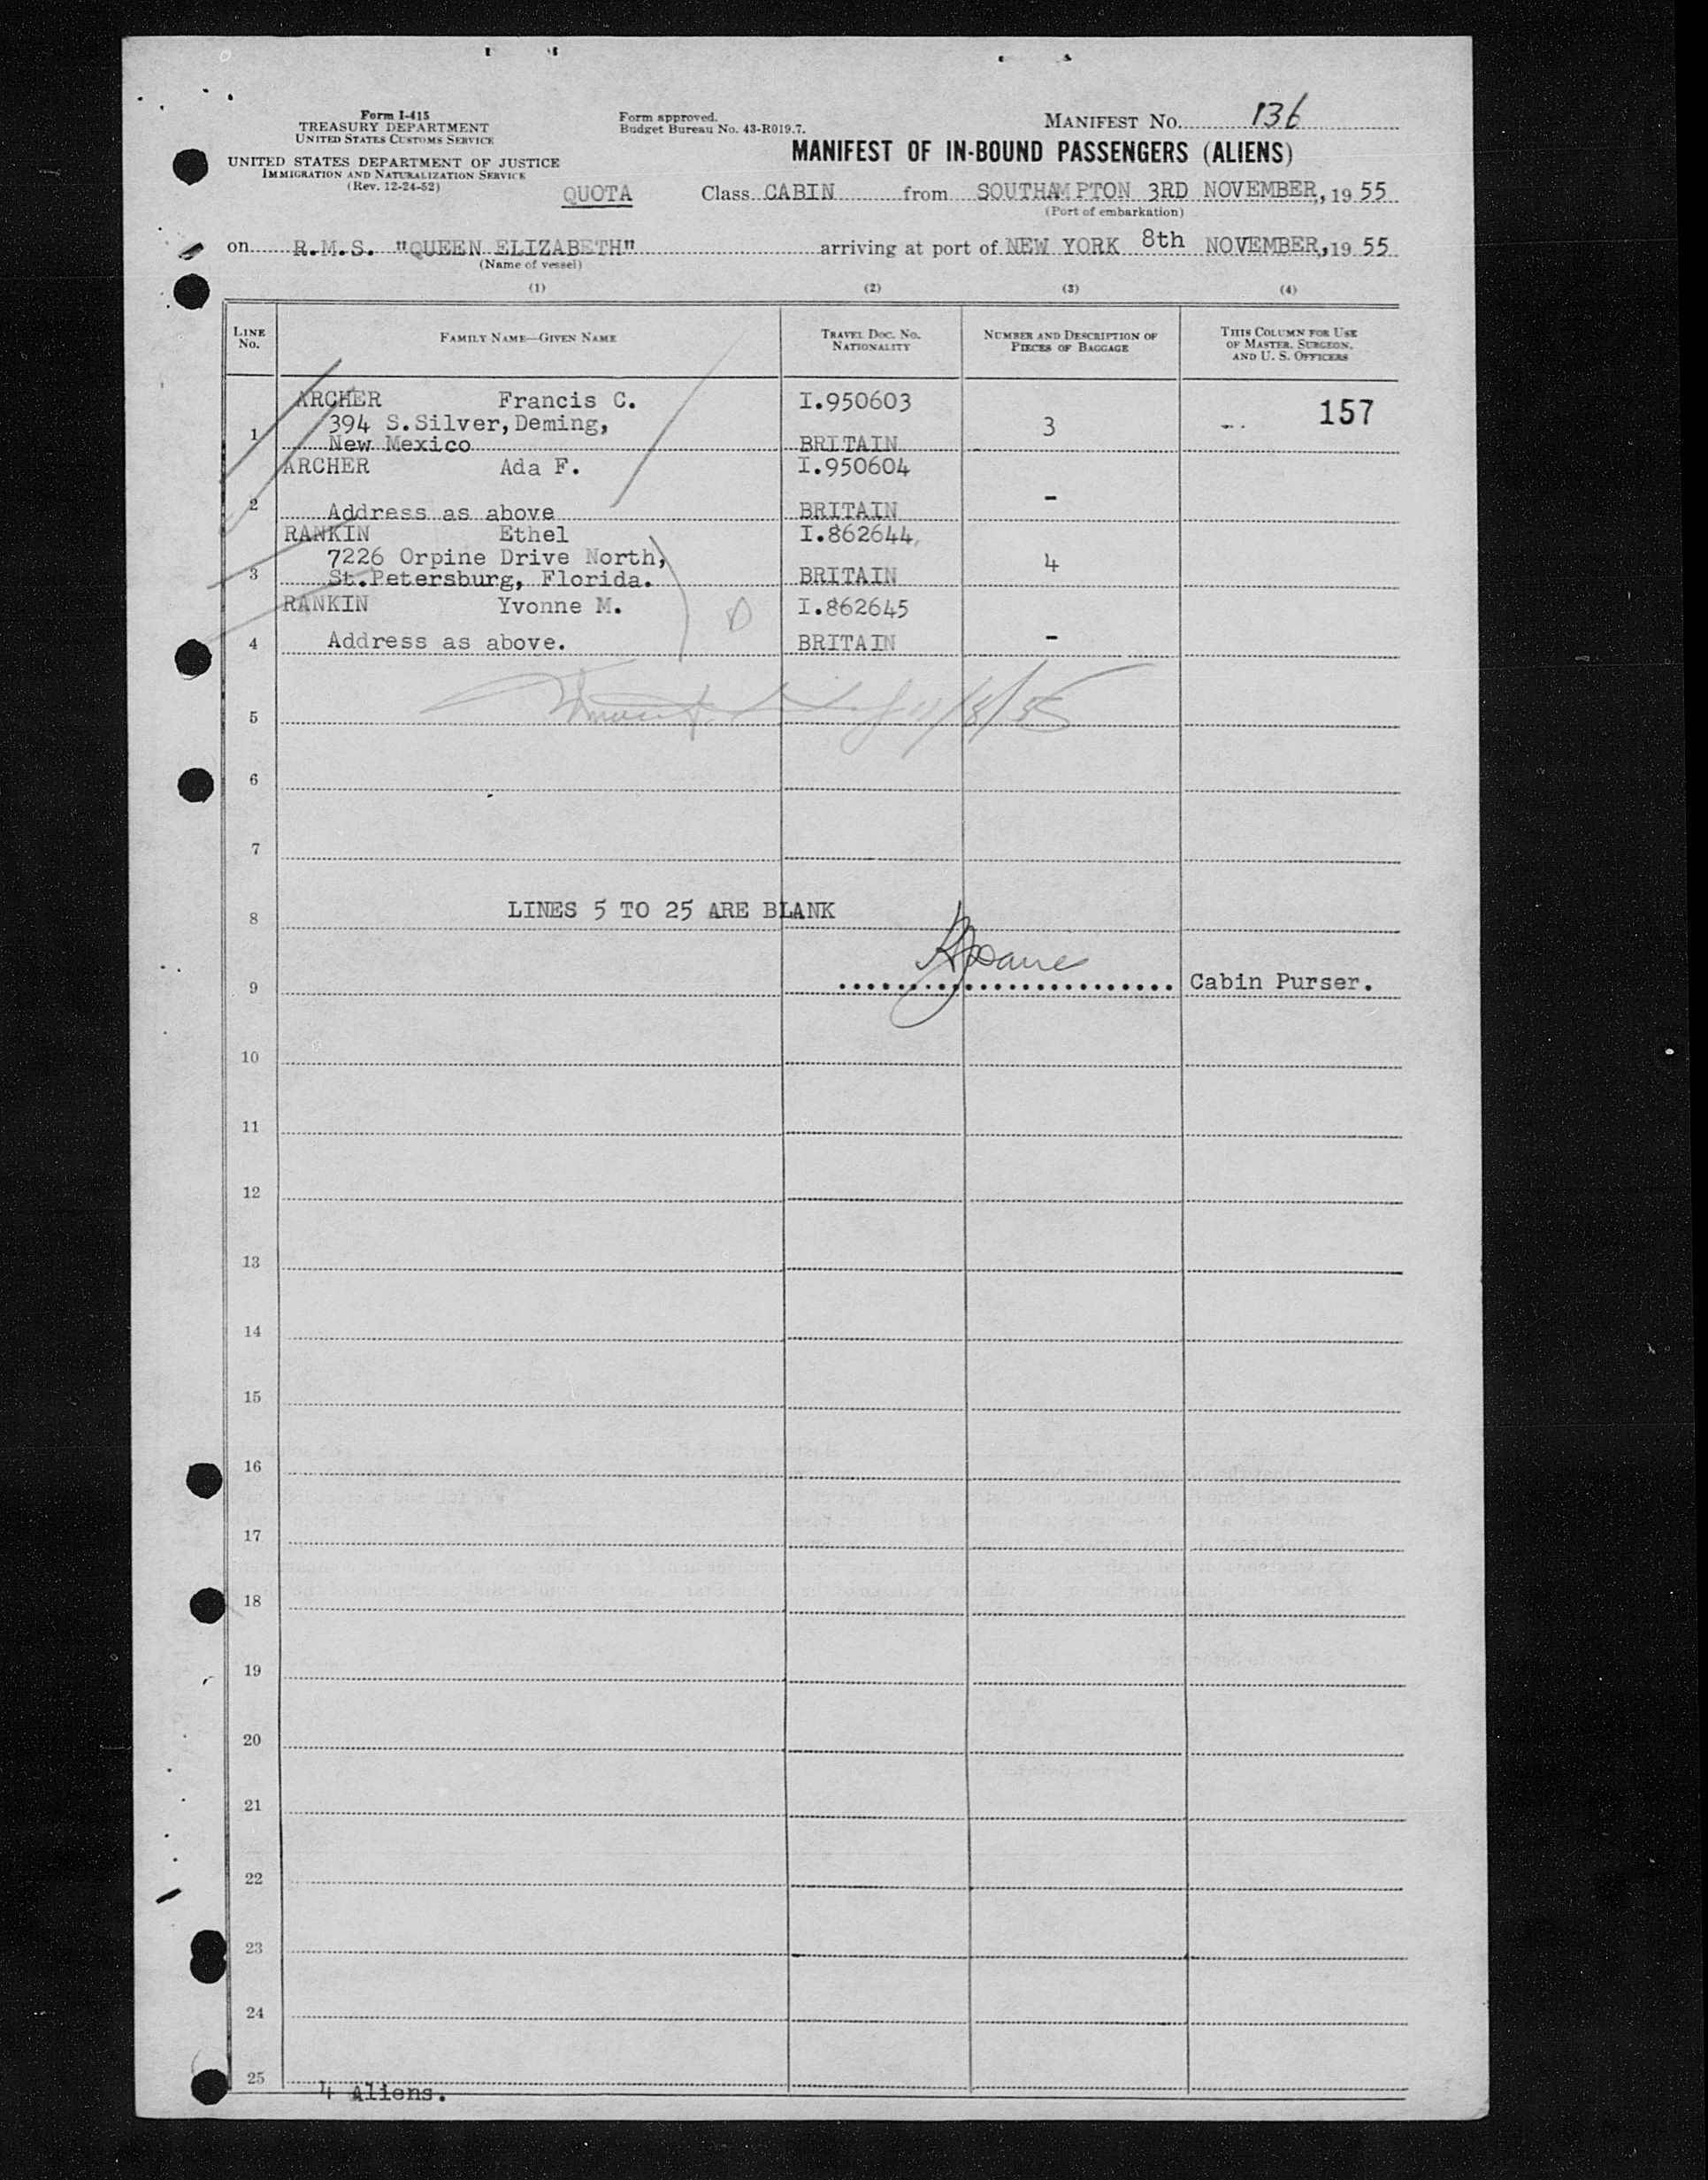 Form I-415
TREASURY DEPARTMENT
UNITED STATES CUSTOMS SERVICE
UNITED STATES DEPARTMENT OF JUSTICE
IMMIGRATION AND NATURALIZATION SERVICE
(Rev. 12-24-52)
Form approved.
Budget Bureau No. 43-R019.7.
MANIFEST NO. 136
MANIFEST OF IN-BOUND PASSENGERS (ALIENS)
QUOTA Class CABIN from SOUTHAMPTON 3RD NOVEMBER, 1955
(Port of embarkation)
on R.M.S. "QUEEN ELIZABETH" arriving at port of NEW YORK 8th NOVEMBER, 1955
(Name of vessel)
(1) (2) (3) (4)
LINE No. FAMILY NAME—GIVEN NAME TRAVEL DOC. NO. NATIONALITY NUMBER AND DESCRIPTION OF PIECES OF BAGGAGE THIS COLUMN FOR USE OF MASTER, SURGEON, AND U. S. OFFICERS
ARCHER Francis C. I.950603 157
394 S.Silver, Deming,
1 New Mexico BRITAIN 3
ARCHER Ada F. I.950604
2 Address as above BRITAIN -
RANKIN Ethel I.862644
7226 Orpine Drive North,
3 St.Petersburg, Florida. BRITAIN 4
RANKIN Yvonne M. I.862645
4 Address as above. BRITAIN -
11/8/55
5
6
7
8 LINES 5 TO 25 ARE BLANK
9 Cabin Purser.
10
11
12
13
14
15
16
17
18
19
20
21
22
23
24
25
4 Aliens.